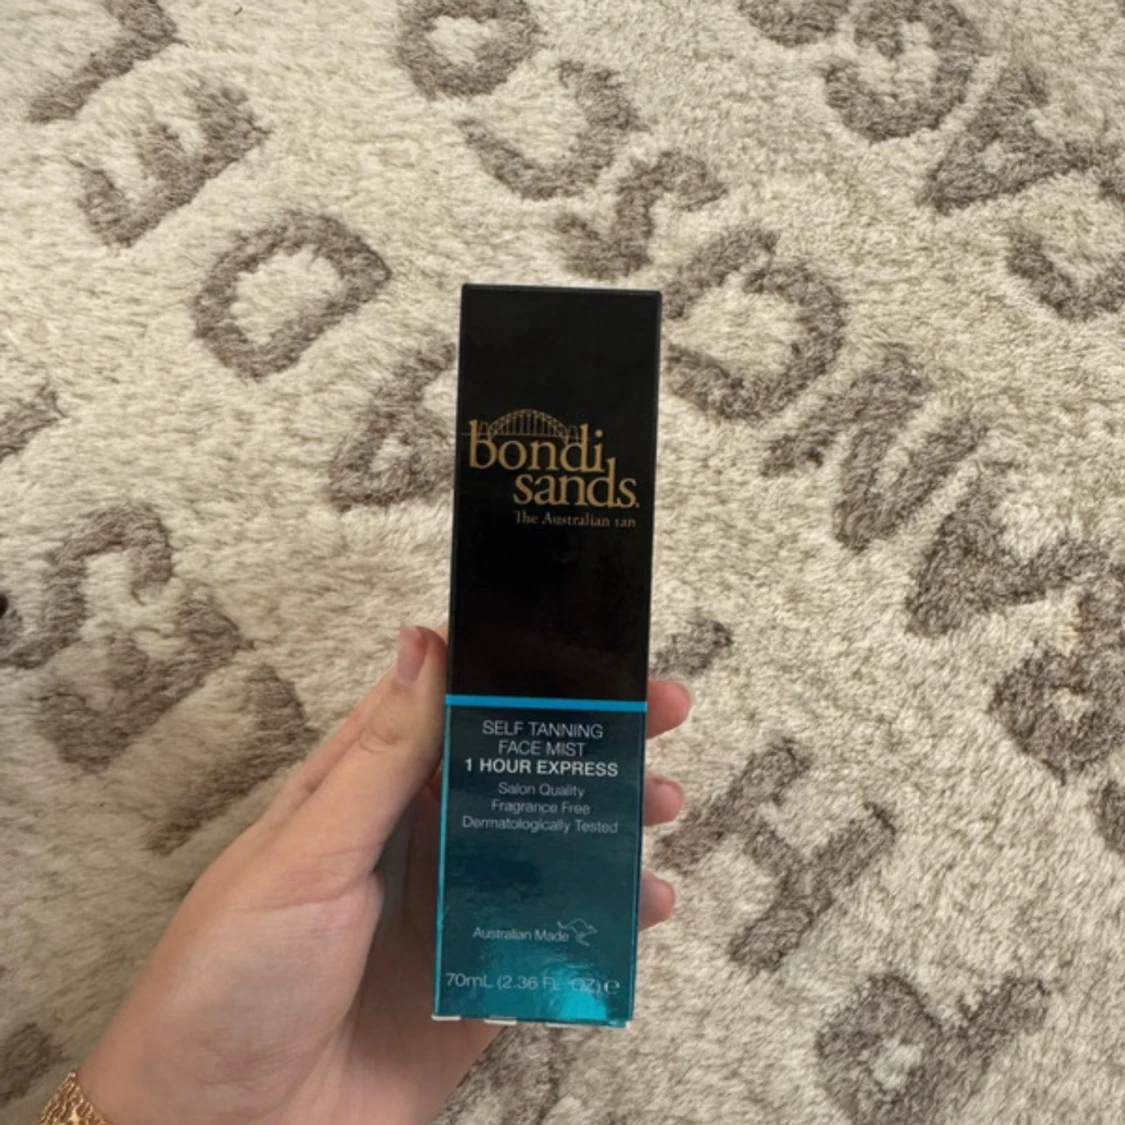 bondi
sands.
The Australian tan
SELF TANNING
FACE MIST
1 HOUR EXPRESS
Salon Quality
Fragrance Free
Dermatologically Tested
Australian Made
70mL (2.36 FL OZ) e